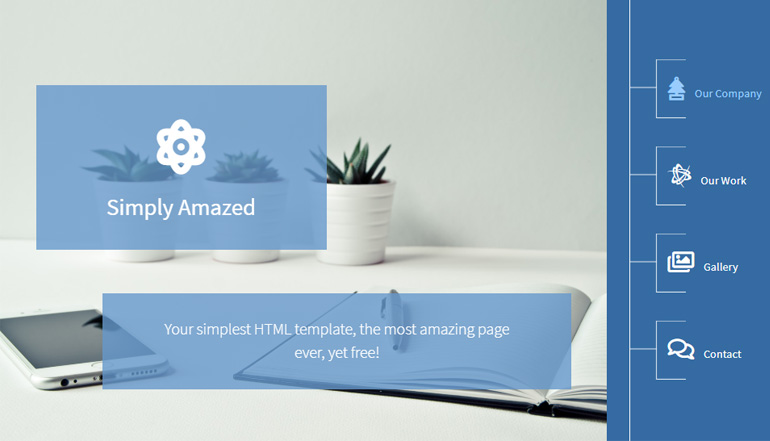 Simply Amazed
Your simplest HTML template, the most amazing page
ever, yet free!
Our Company
Our Work
Gallery
Contact